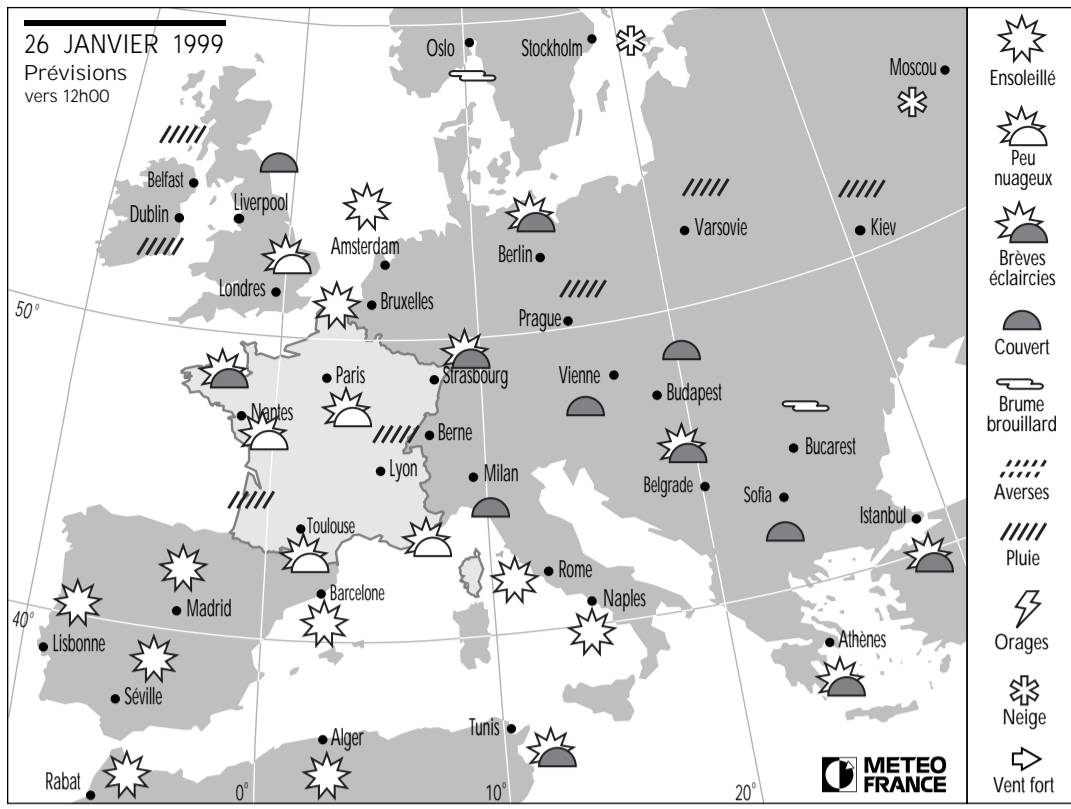 26 JANVIER 1999
Prévisions
vers 12h00
Oslo
Stockholm
Moscou
Belfast
Dublin
Liverpool
Amsterdam
Londres
Bruxelles
Berlin
Varsovie
Kiev
Prague
50°
Paris
Strasbourg
Vienne
Budapest
Nantes
Berne
Lyon
Milan
Bucarest
Belgrade
Sofia
Istanbul
Toulouse
Rome
Barcelone
Naples
Madrid
40°
Lisbonne
Athènes
Séville
Tunis
Alger
Rabat
0°
10°
20°
METEO
FRANCE
Ensoleillé
Peu
nuageux
Brèves
éclaircies
Couvert
Brume
brouillard
Averses
Pluie
Orages
Neige
Vent fort